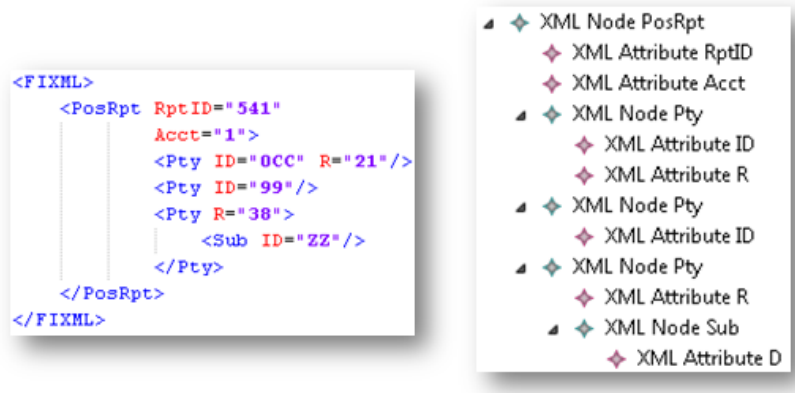 <FIXML>
<PosRpt RptID="541"
Acct="1">
<Pty ID="OCC" R="21"/>
<Pty ID="99"/>
<Pty R="38">
<Sub ID="ZZ"/>
</Pty>
</PosRpt>
</FIXML>
XML Node PosRpt
XML Attribute RptID
XML Attribute Acct
XML Node Pty
XML Attribute ID
XML Attribute R
XML Node Pty
XML Attribute ID
XML Node Pty
XML Attribute R
XML Node Sub
XML Attribute D